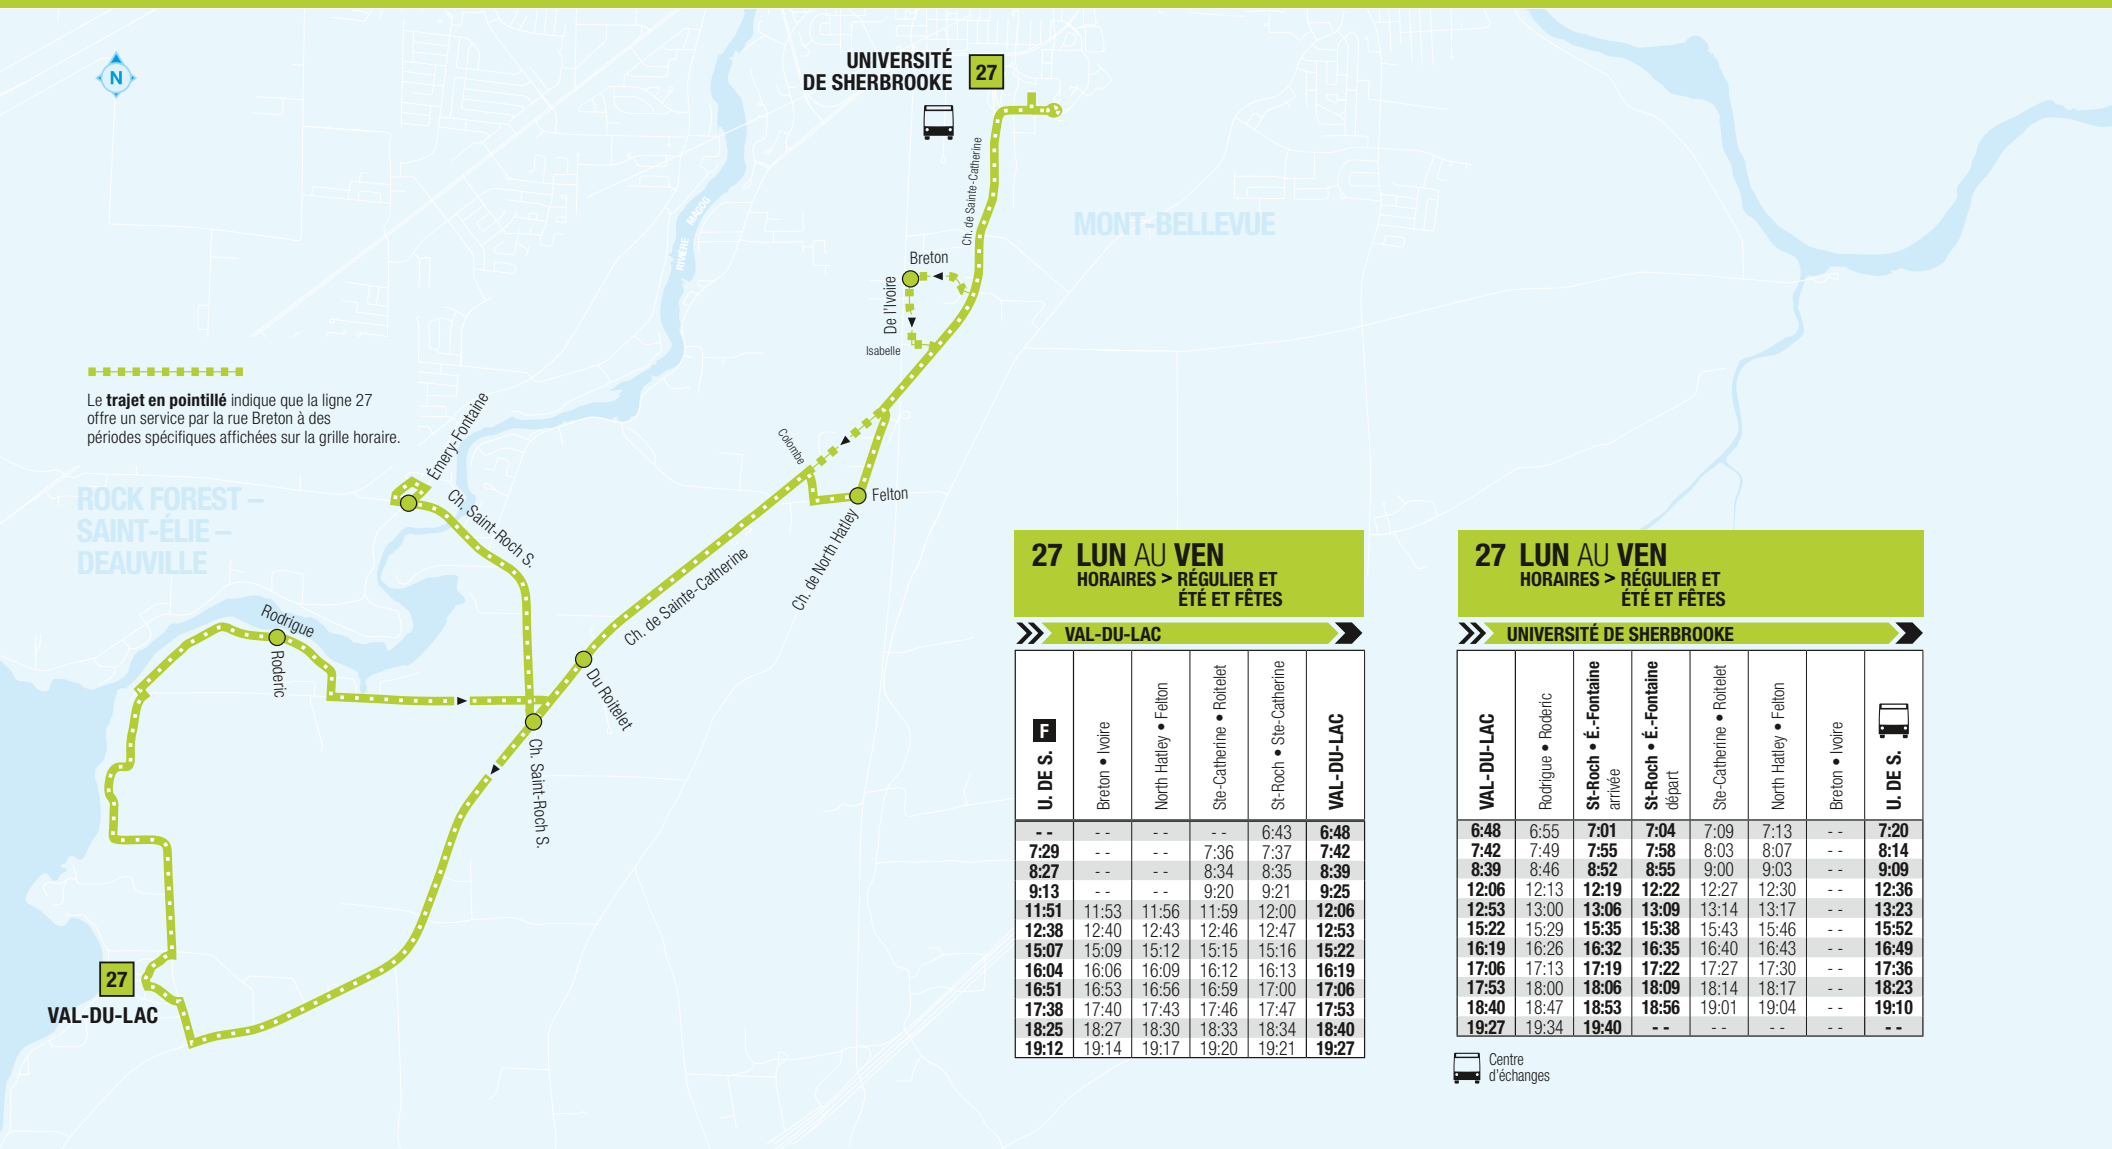 N
UNIVERSITÉ
DE SHERBROOKE
27
Ch. de Sainte-Catherine
MONT-BELLEVUE
RIVIÈRE MAGOG
Breton
De l'Ivoire
Isabelle
Le trajet en pointillé indique que la ligne 27
offre un service par la rue Breton à des
périodes spécifiques affichées sur la grille horaire.
Émery-Fontaine
Colombe
ROCK FOREST –
SAINT-ÉLIE –
DEAUVILLE
Ch. Saint-Roch S.
Felton
Ch. de North Hatley
Ch. de Sainte-Catherine
Rodrigue
Roderic
Du Roitelet
Ch. Saint-Roch S.
27
VAL-DU-LAC
27 LUN AU VEN
HORAIRES > RÉGULIER ET
ÉTÉ ET FÊTES
VAL-DU-LAC
U. DE S. F
Breton • Ivoire
North Hatley • Felton
Ste-Catherine • Roitelet
St-Roch • Ste-Catherine
VAL-DU-LAC
- - - - - - - - 6:43 6:48
7:29 - - - - 7:36 7:37 7:42
8:27 - - - - 8:34 8:35 8:39
9:13 - - - - 9:20 9:21 9:25
11:51 11:53 11:56 11:59 12:00 12:06
12:38 12:40 12:43 12:46 12:47 12:53
15:07 15:09 15:12 15:15 15:16 15:22
16:04 16:06 16:09 16:12 16:13 16:19
16:51 16:53 16:56 16:59 17:00 17:06
17:38 17:40 17:43 17:46 17:47 17:53
18:25 18:27 18:30 18:33 18:34 18:40
19:12 19:14 19:17 19:20 19:21 19:27
27 LUN AU VEN
HORAIRES > RÉGULIER ET
ÉTÉ ET FÊTES
UNIVERSITÉ DE SHERBROOKE
VAL-DU-LAC
Rodrigue • Roderic
St-Roch • É.-Fontaine
arrivée
St-Roch • É.-Fontaine
départ
Ste-Catherine • Roitelet
North Hatley • Felton
Breton • Ivoire
U. DE S.
6:48 6:55 7:01 7:04 7:09 7:13 - - 7:20
7:42 7:49 7:55 7:58 8:03 8:07 - - 8:14
8:39 8:46 8:52 8:55 9:00 9:03 - - 9:09
12:06 12:13 12:19 12:22 12:27 12:30 - - 12:36
12:53 13:00 13:06 13:09 13:14 13:17 - - 13:23
15:22 15:29 15:35 15:38 15:43 15:46 - - 15:52
16:19 16:26 16:32 16:35 16:40 16:43 - - 16:49
17:06 17:13 17:19 17:22 17:27 17:30 - - 17:36
17:53 18:00 18:06 18:09 18:14 18:17 - - 18:23
18:40 18:47 18:53 18:56 19:01 19:04 - - 19:10
19:27 19:34 19:40 - - - - - - - - - -
Centre
d'échanges